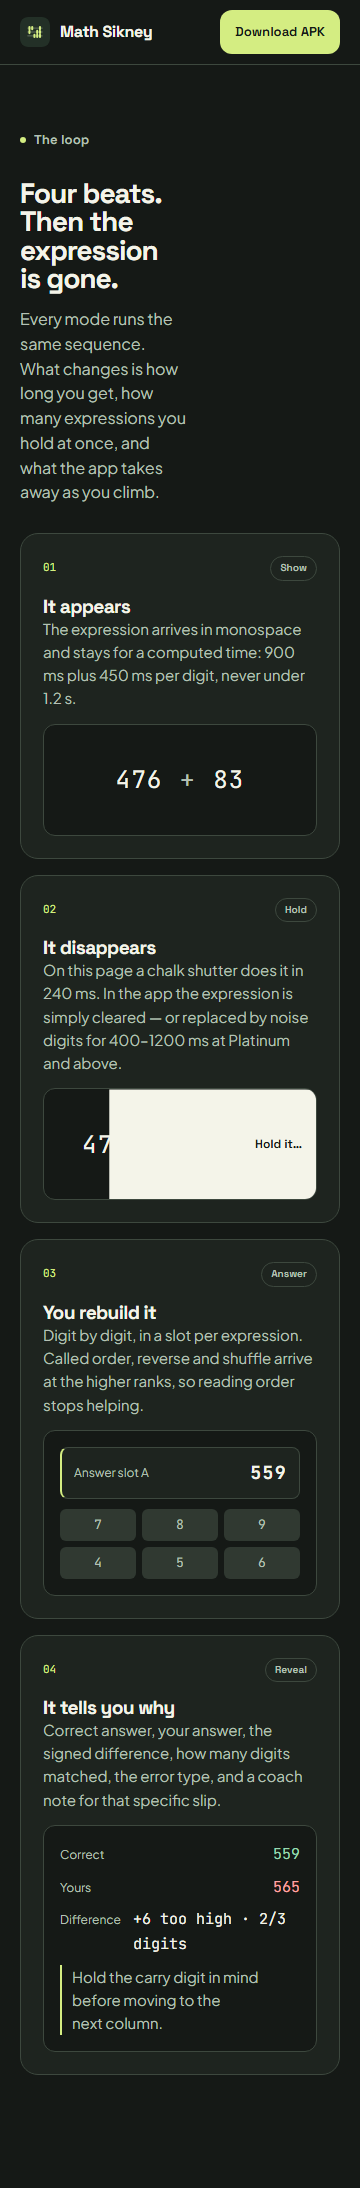 Math Sikney
Download APK
The loop
Four beats.
Then the
expression
is gone.
Every mode runs the
same sequence.
What changes is how
long you get, how
many expressions you
hold at once, and
what the app takes
away as you climb.
01
Show
It appears
The expression arrives in monospace
and stays for a computed time: 900
ms plus 450 ms per digit, never under
1.2 s.
476 + 83
02
Hold
It disappears
On this page a chalk shutter does it in
240 ms. In the app the expression is
simply cleared — or replaced by noise
digits for 400–1200 ms at Platinum
and above.
47
Hold it…
03
Answer
You rebuild it
Digit by digit, in a slot per expression.
Called order, reverse and shuffle arrive
at the higher ranks, so reading order
stops helping.
Answer slot A
559
7 8 9
4 5 6
04
Reveal
It tells you why
Correct answer, your answer, the
signed difference, how many digits
matched, the error type, and a coach
note for that specific slip.
Correct 559
Yours 565
Difference +6 too high · 2/3
digits
Hold the carry digit in mind
before moving to the
next column.